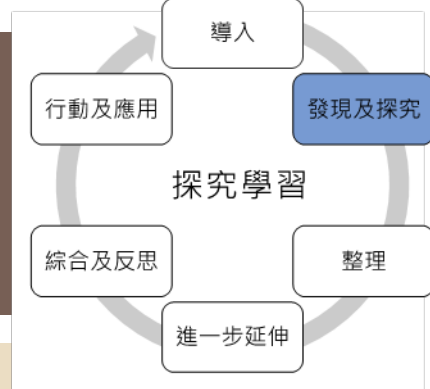 導入
行動及應用
發現及探究
探究學習
綜合及反思
整理
進一步延伸